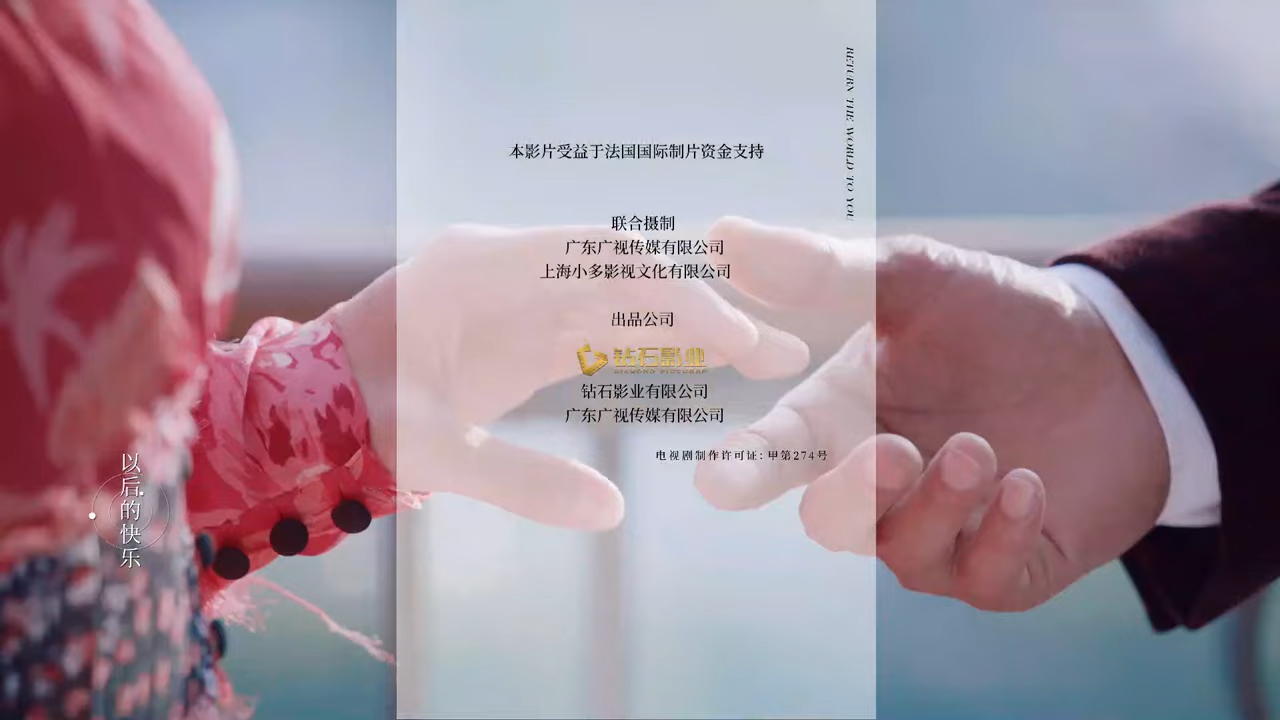 本影片受益于法国国际制片资金支持
联合摄制
广东广视传媒有限公司
上海小多影视文化有限公司
出品公司
钻石影业
DIAMOND PICTURES
钻石影业有限公司
广东广视传媒有限公司
电视剧制作许可证：甲第274号
RETURN THE WORLD TO YOU
以后的快乐